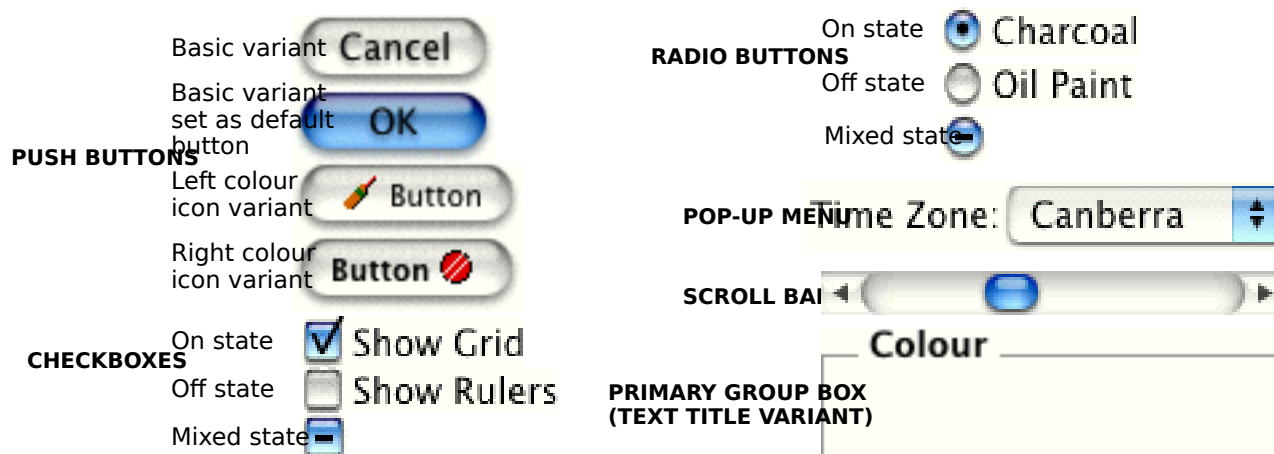 PUSH BUTTONS
Basic variant
Cancel
Basic variant
set as default
button
OK
Left colour
icon variant
Button
Right colour
icon variant
Button
CHECKBOXES
On state
Show Grid
Off state
Show Rulers
Mixed state
RADIO BUTTONS
On state
Charcoal
Off state
Oil Paint
Mixed state
POP-UP MENU
Time Zone:
Canberra
SCROLL BAR
Colour
PRIMARY GROUP BOX
(TEXT TITLE VARIANT)